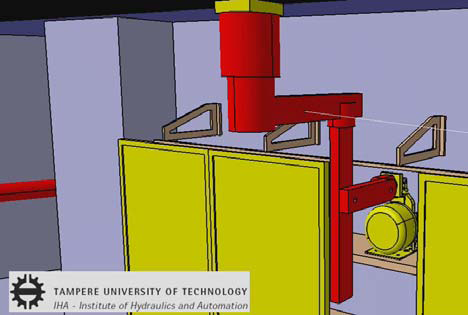 TAMPERE UNIVERSITY OF TECHNOLOGY
IHA - Institute of Hydraulics and Automation